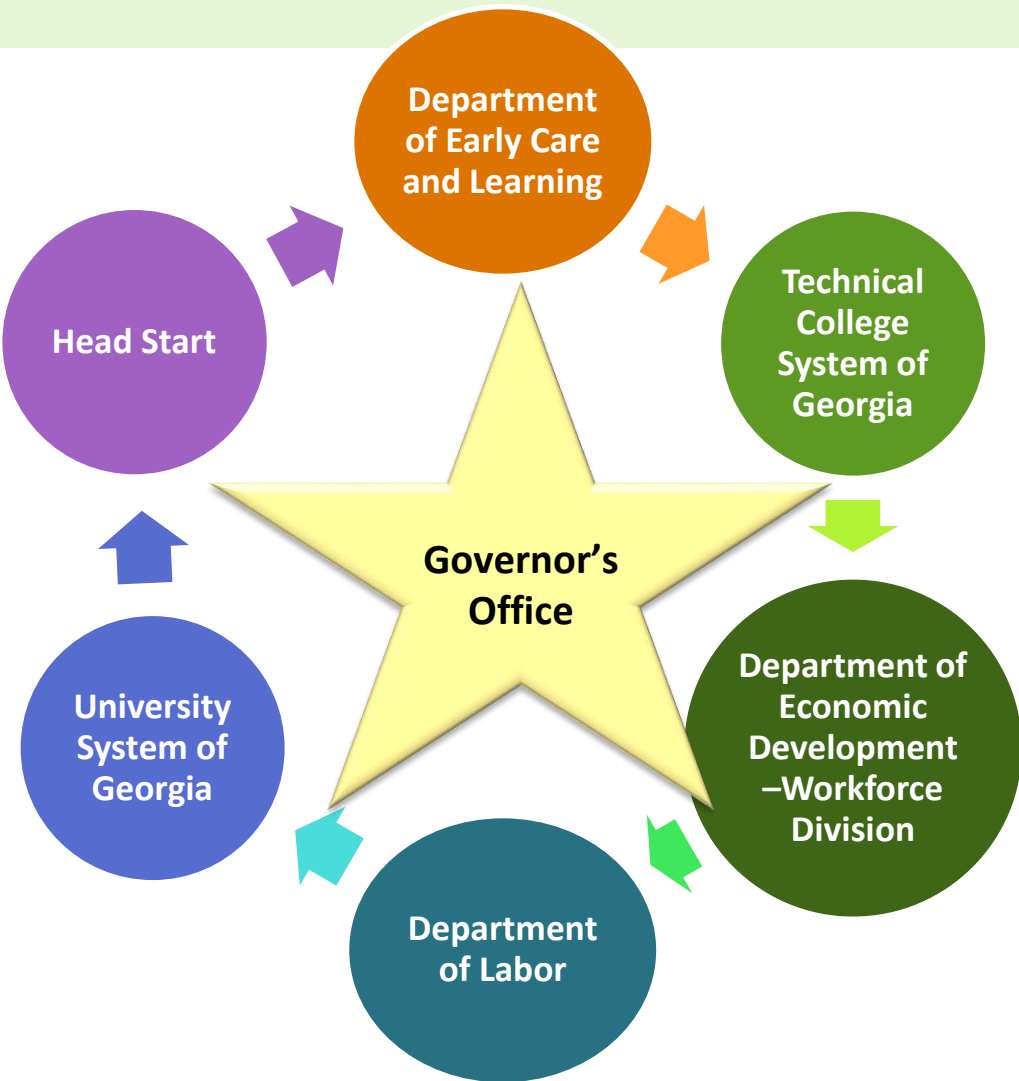 Department
of Early Care
and Learning
Technical
College
System of
Georgia
Department of
Economic
Development
–Workforce
Division
Department
of Labor
University
System of
Georgia
Head Start
Governor’s
Office